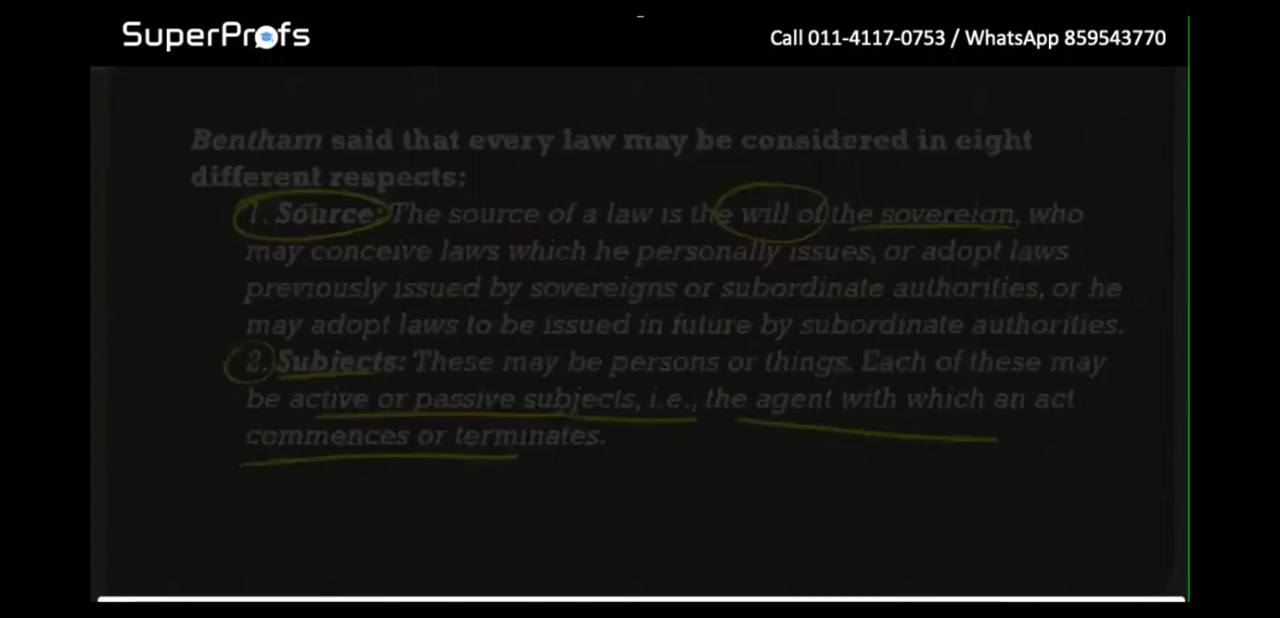 SuperProfs
Call 011-4117-0753 / WhatsApp 859543770
Bentham said that every law may be considered in eight
different respects:
1. Source: The source of a law is the will of the sovereign, who
may conceive laws which he personally issues, or adopt laws
previously issued by sovereigns or subordinate authorities, or he
may adopt laws to be issued in future by subordinate authorities.
2. Subjects: These may be persons or things. Each of these may
be active or passive subjects, i.e., the agent with which an act
commences or terminates.